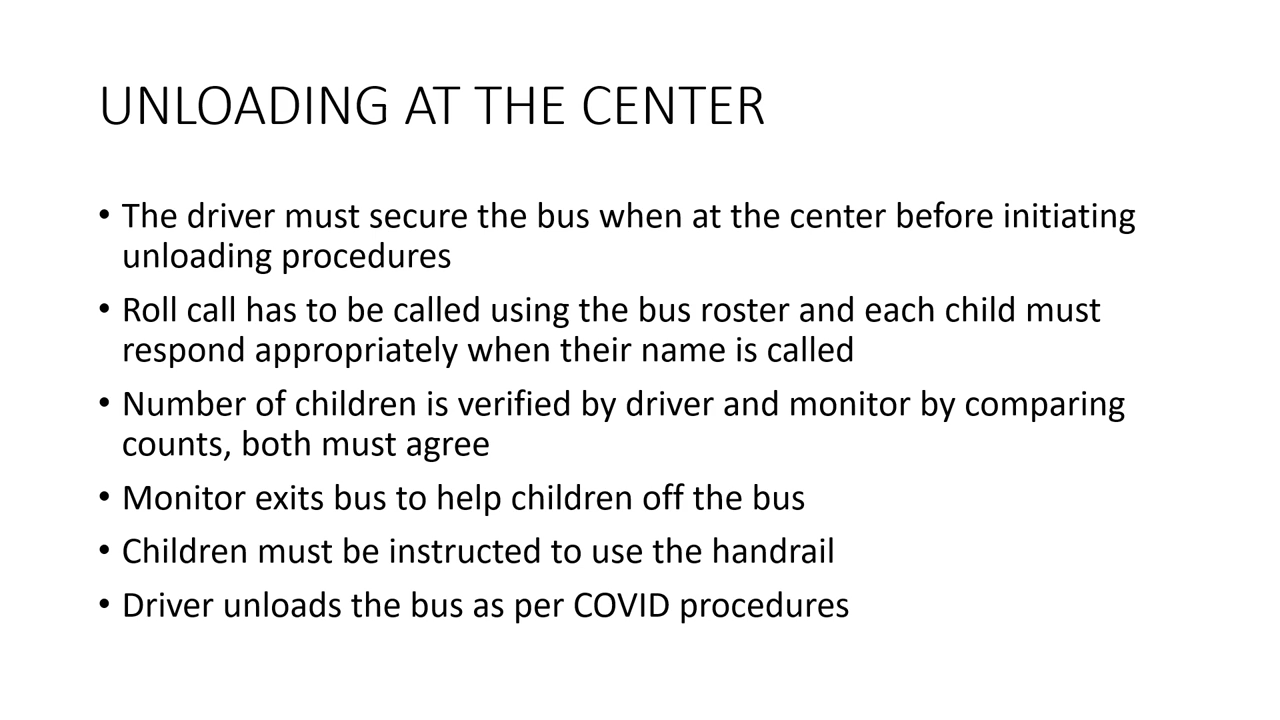 UNLOADING AT THE CENTER
• The driver must secure the bus when at the center before initiating
unloading procedures
• Roll call has to be called using the bus roster and each child must
respond appropriately when their name is called
• Number of children is verified by driver and monitor by comparing
counts, both must agree
• Monitor exits bus to help children off the bus
• Children must be instructed to use the handrail
• Driver unloads the bus as per COVID procedures